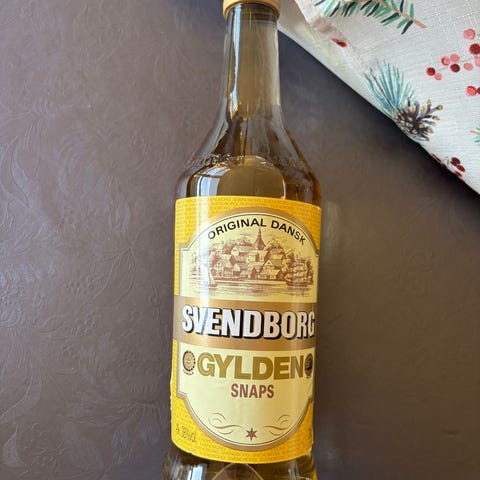 ORIGINAL DANSK
SVENDBORG
GYLDEN
SNAPS